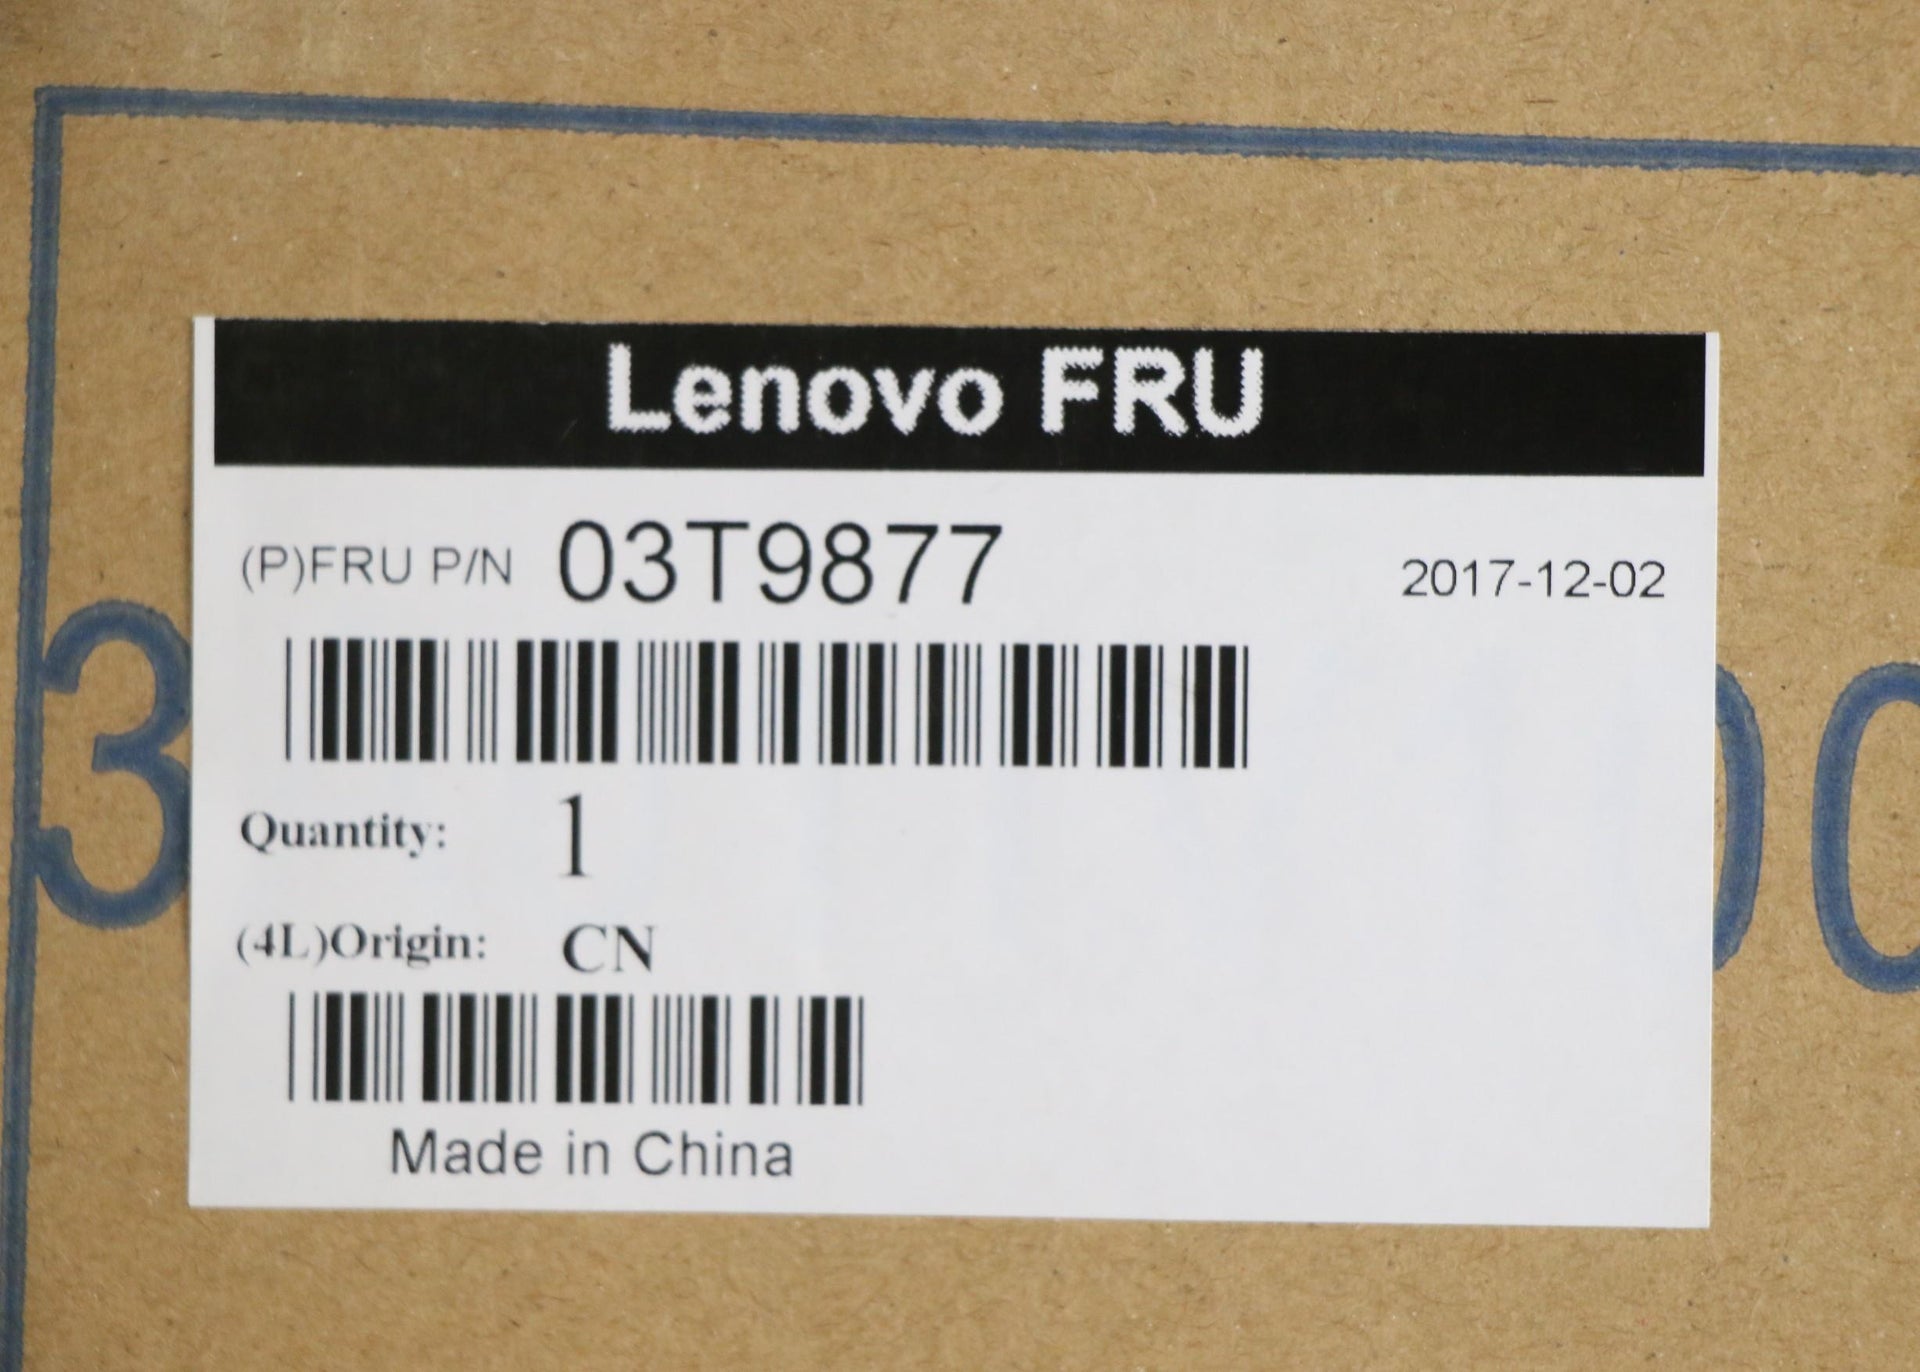 Lenovo FRU
(P)FRU P/N 03T9877 2017-12-02
Quantity: 1
(4L)Origin: CN
Made in China